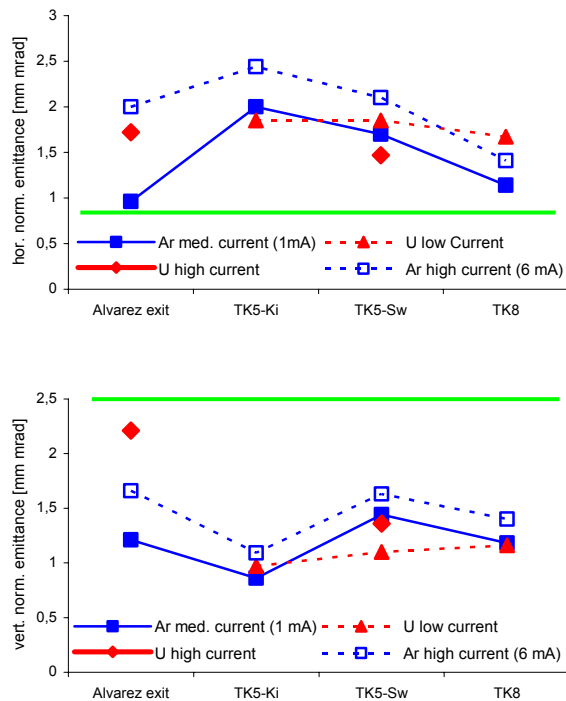 3
2,5
2
1,5
1
0,5
0
hor. norm. emittance [mm mrad]
Ar med. current (1mA)
U low Current
U high current
Ar high current (6 mA)
Alvarez exit
TK5-Ki
TK5-Sw
TK8
2,5
2
1,5
1
0,5
0
vert. norm. emittance [mm mrad]
Ar med. current (1 mA)
U low current
U high current
Ar high current (6 mA)
Alvarez exit
TK5-Ki
TK5-Sw
TK8